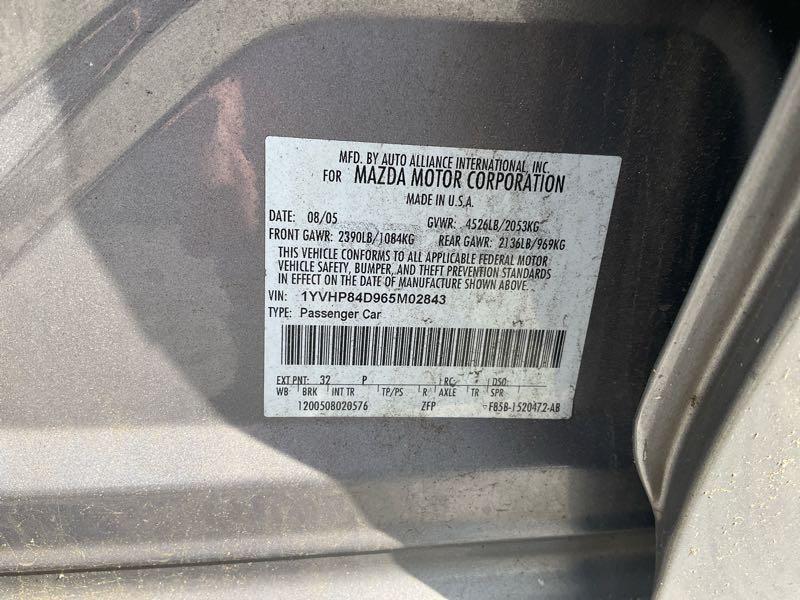 MFD. BY AUTO ALLIANCE INTERNATIONAL, INC
FOR MAZDA MOTOR CORPORATION
MADE IN U.S.A.
DATE: 08/05 GVWR: 4526LB/2053KG
FRONT GAWR: 2390LB/1084KG REAR GAWR: 2136LB/969KG
THIS VEHICLE CONFORMS TO ALL APPLICABLE FEDERAL MOTOR
VEHICLE SAFETY, BUMPER, AND THEFT PREVENTION STANDARDS
IN EFFECT ON THE DATE OF MANUFACTURE SHOWN ABOVE.
VIN: 1YVHP84D965M02843
TYPE: Passenger Car
EXT PNT: 32 P RC: DSO:
WB BRK INT TR TP/PS R AXLE TR SPR
1200508020576 ZFP F85B-1520472-AB